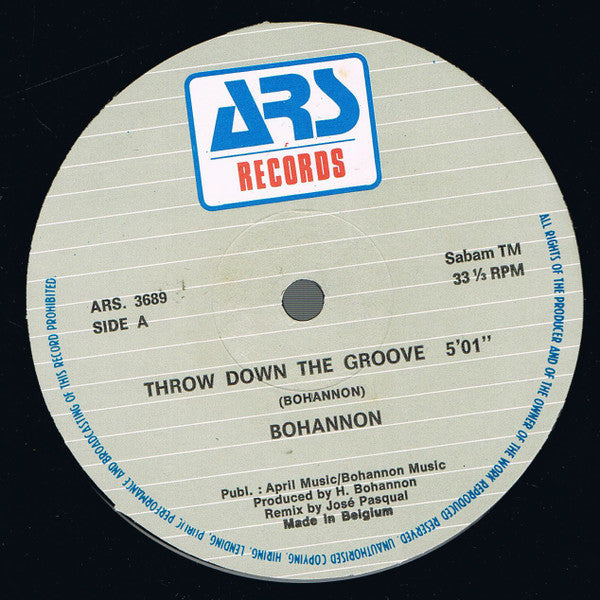 ARS
RECORDS
Sabam TM
33 ⅓ RPM
ARS. 3689
SIDE A
THROW DOWN THE GROOVE 5'01"
(BOHANNON)
BOHANNON
Publ. : April Music/Bohannon Music
Produced by H. Bohannon
Remix by José Pasqual
Made in Belgium
ALL RIGHTS OF THE PRODUCER AND OF THE OWNER OF THE WORK REPRODUCED RESERVED. UNAUTHORISED COPYING, HIRING, LENDING, PUBLIC PERFORMANCE AND BROADCASTING OF THIS RECORD PROHIBITED.